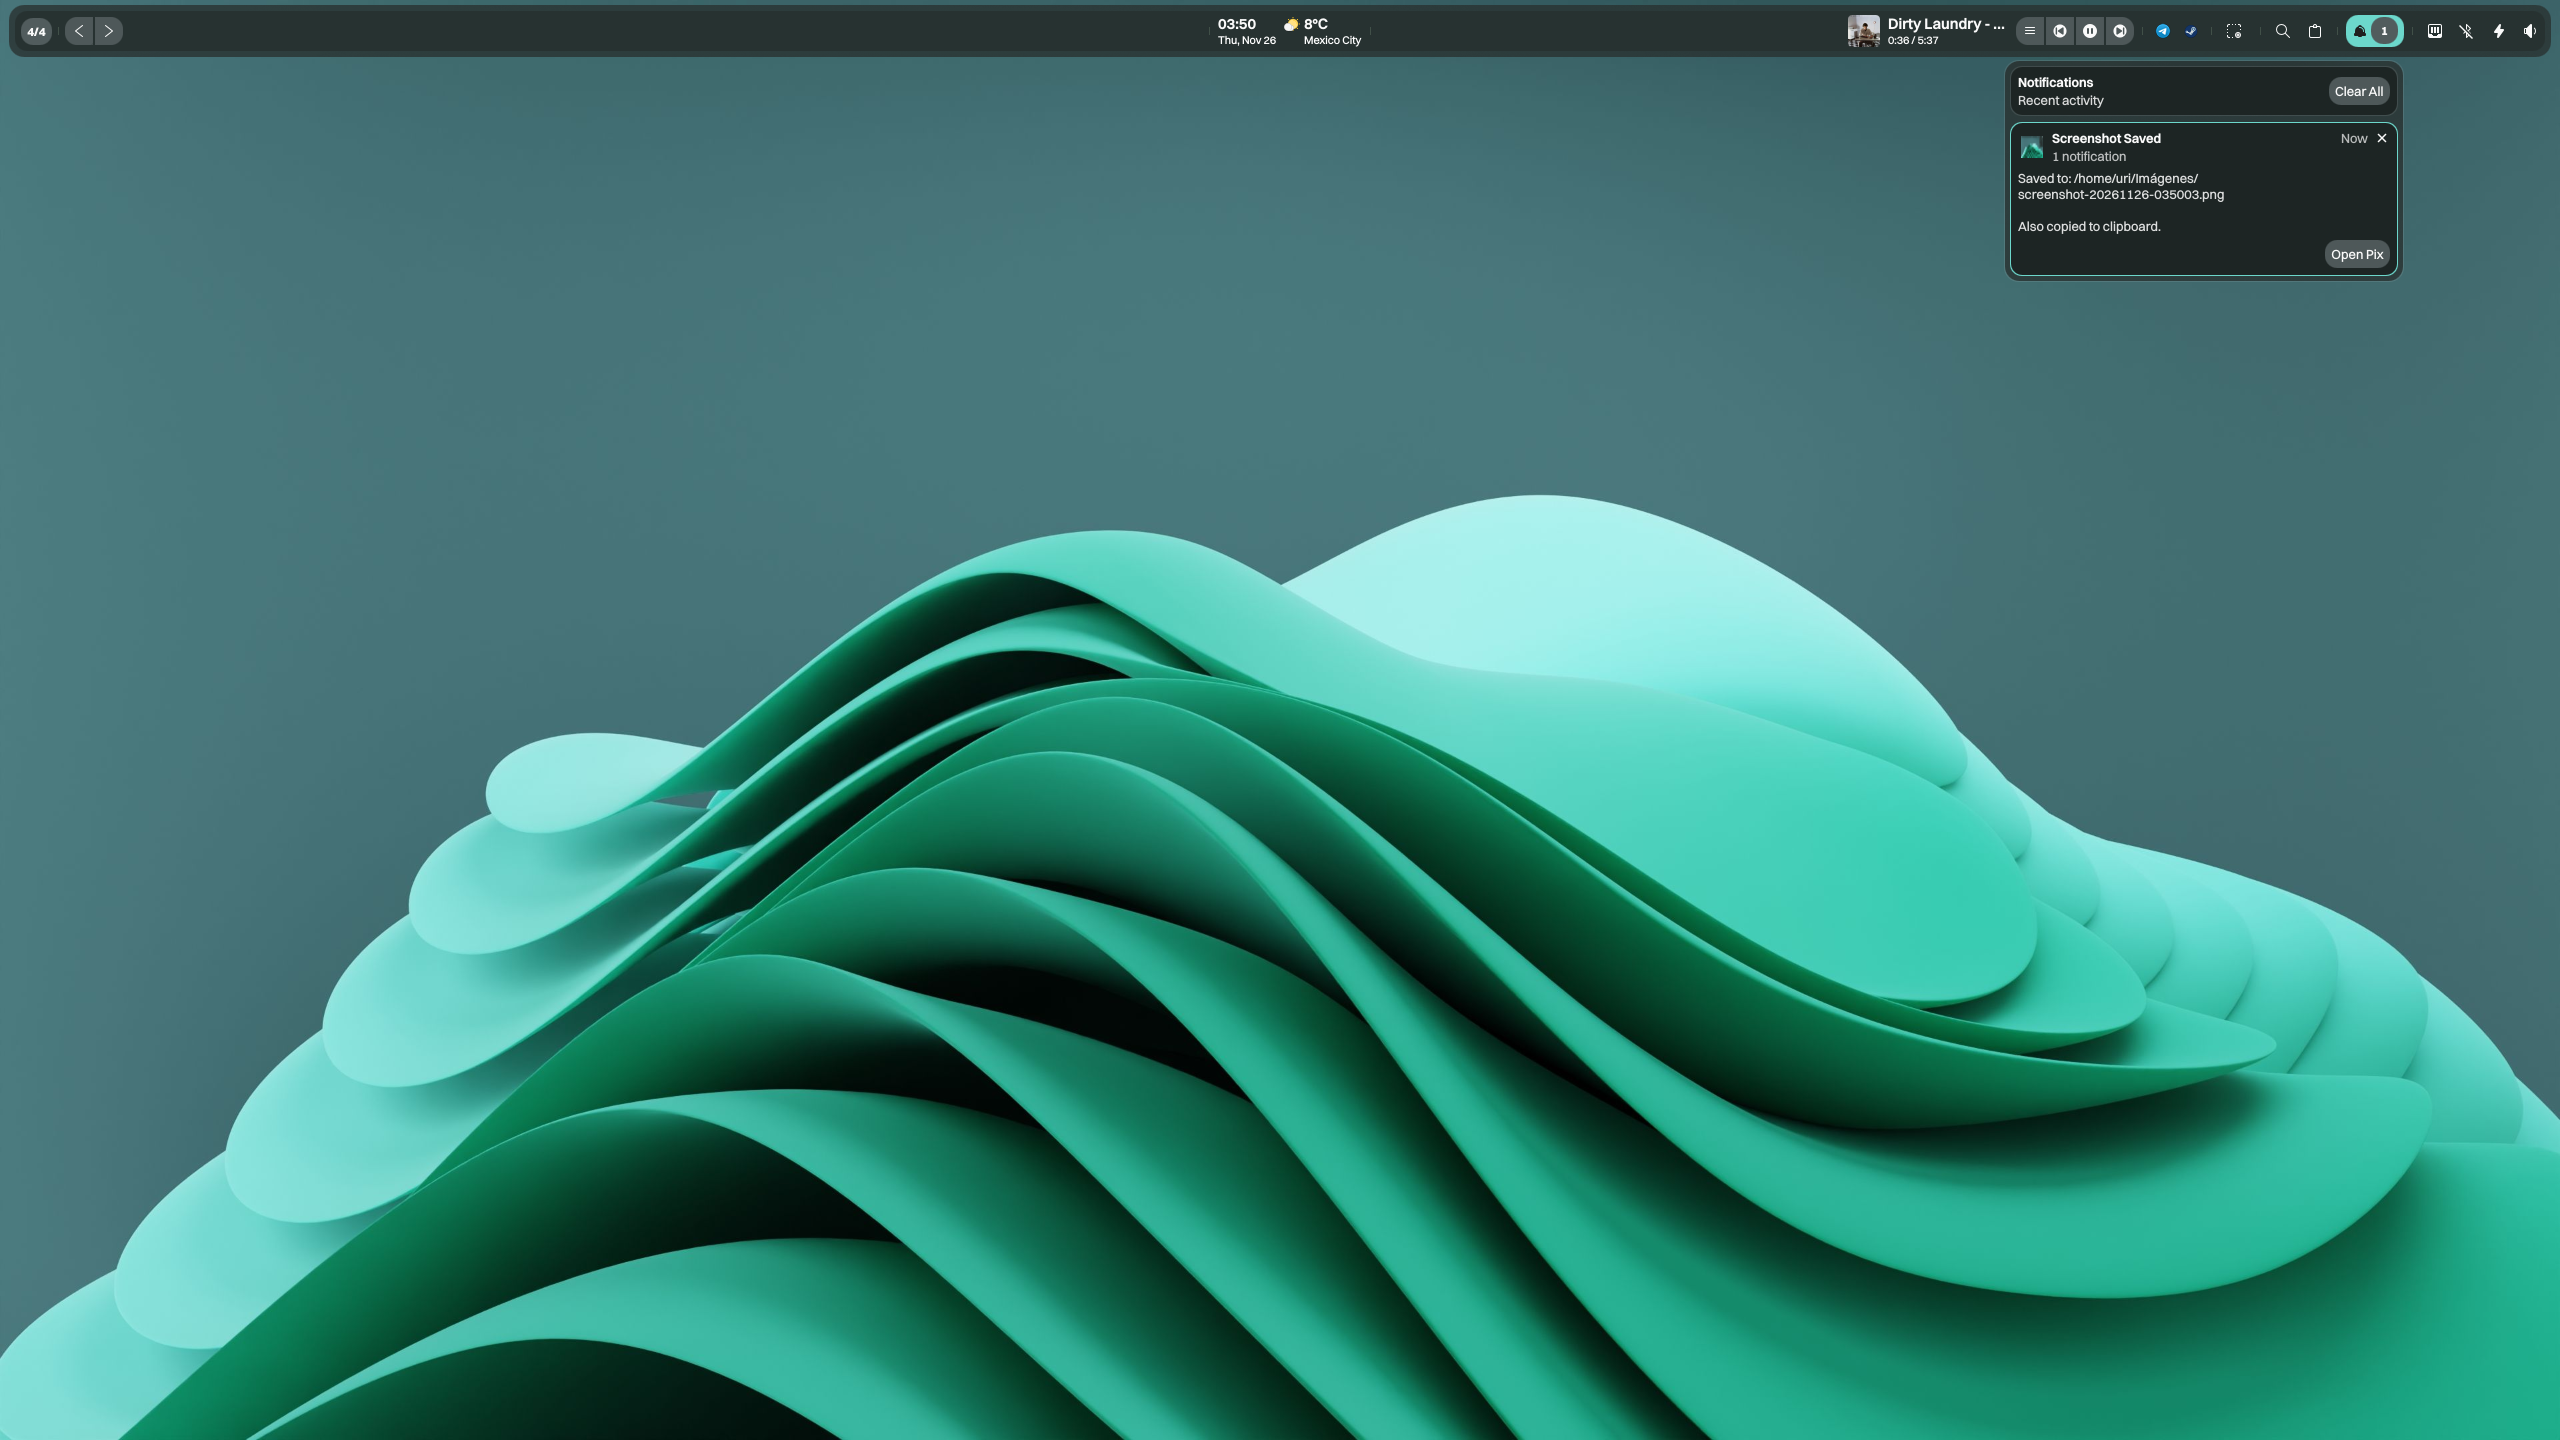 4/4
03:50
Thu, Nov 26
8°C
Mexico City
Dirty Laundry - ...
0:36 / 5:37
1
Notifications
Recent activity
Clear All
Screenshot Saved
Now
1 notification
Saved to: /home/uri/Imágenes/
screenshot-20261126-035003.png
Also copied to clipboard.
Open Pix